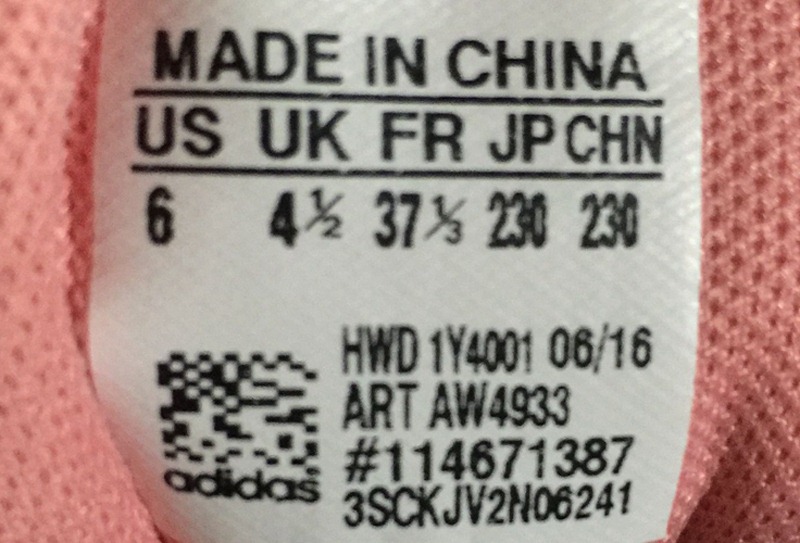 MADE IN CHINA
US UK FR JP CHN
6 4½ 37⅓ 230 230
HWD 1Y4001 06/16
ART AW4933
#114671387
adidas
3SCKJV2N06241